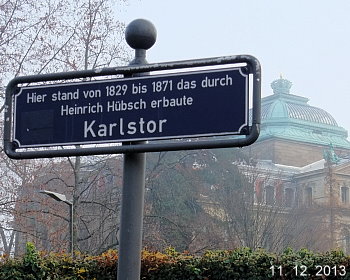 Hier stand von 1829 bis 1871 das durch
Heinrich Hübsch erbaute
Karlstor
11. 12. 2013